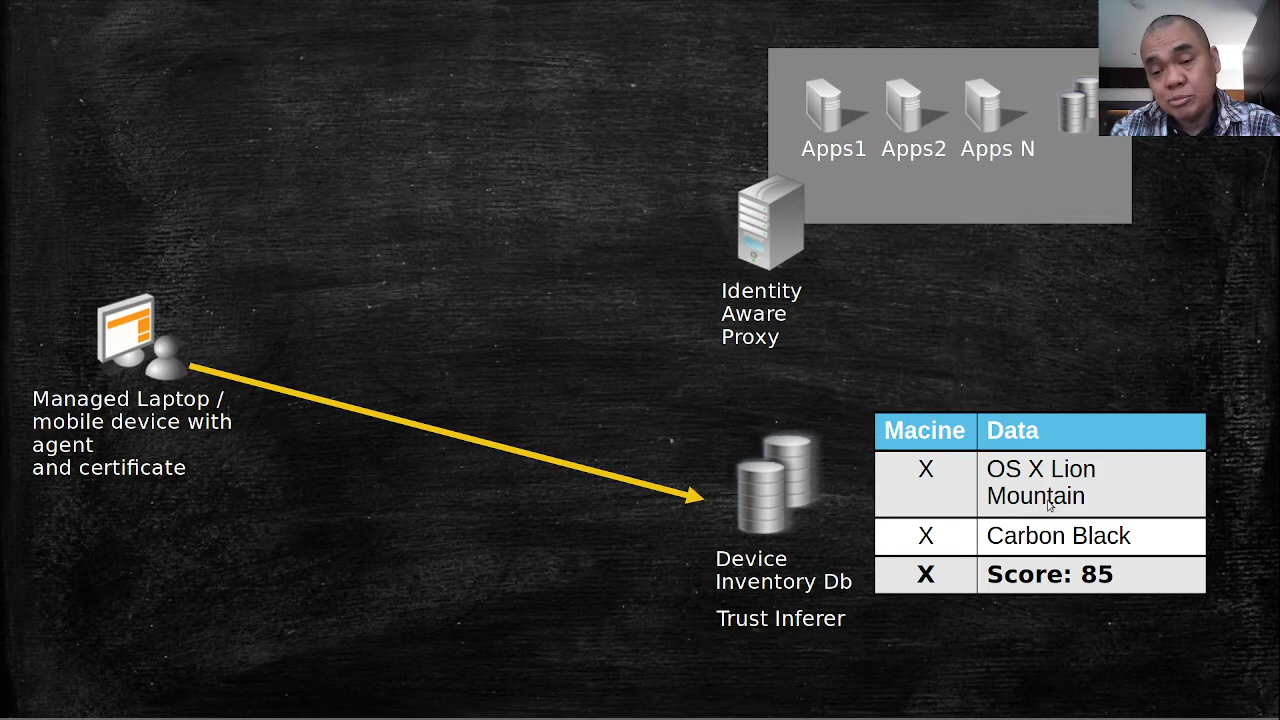 Apps1 Apps2 Apps N
Identity
Aware
Proxy
Managed Laptop /
mobile device with
agent
and certificate
Macine Data
X OS X Lion
Mountain
X Carbon Black
X Score: 85
Device
Inventory Db
Trust Inferer